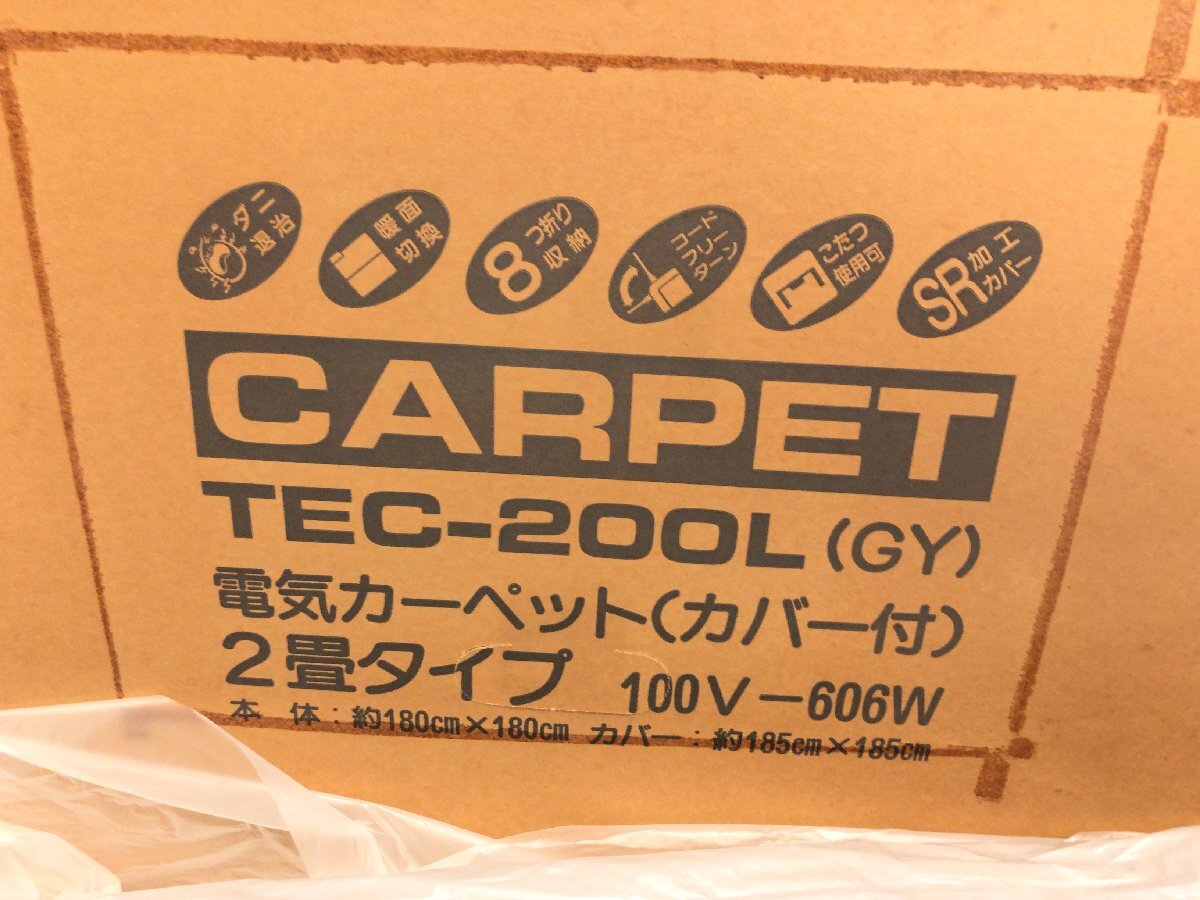 ダニ
退治
暖面
切換
8つ折り
収納
コード
フリー
ターン
こたつ
使用可
SR加工
カバー
CARPET
TEC-200L(GY)
電気カーペット(カバー付)
2畳タイプ 100V-606W
本体:約180cm×180cm カバー:約185cm×185cm